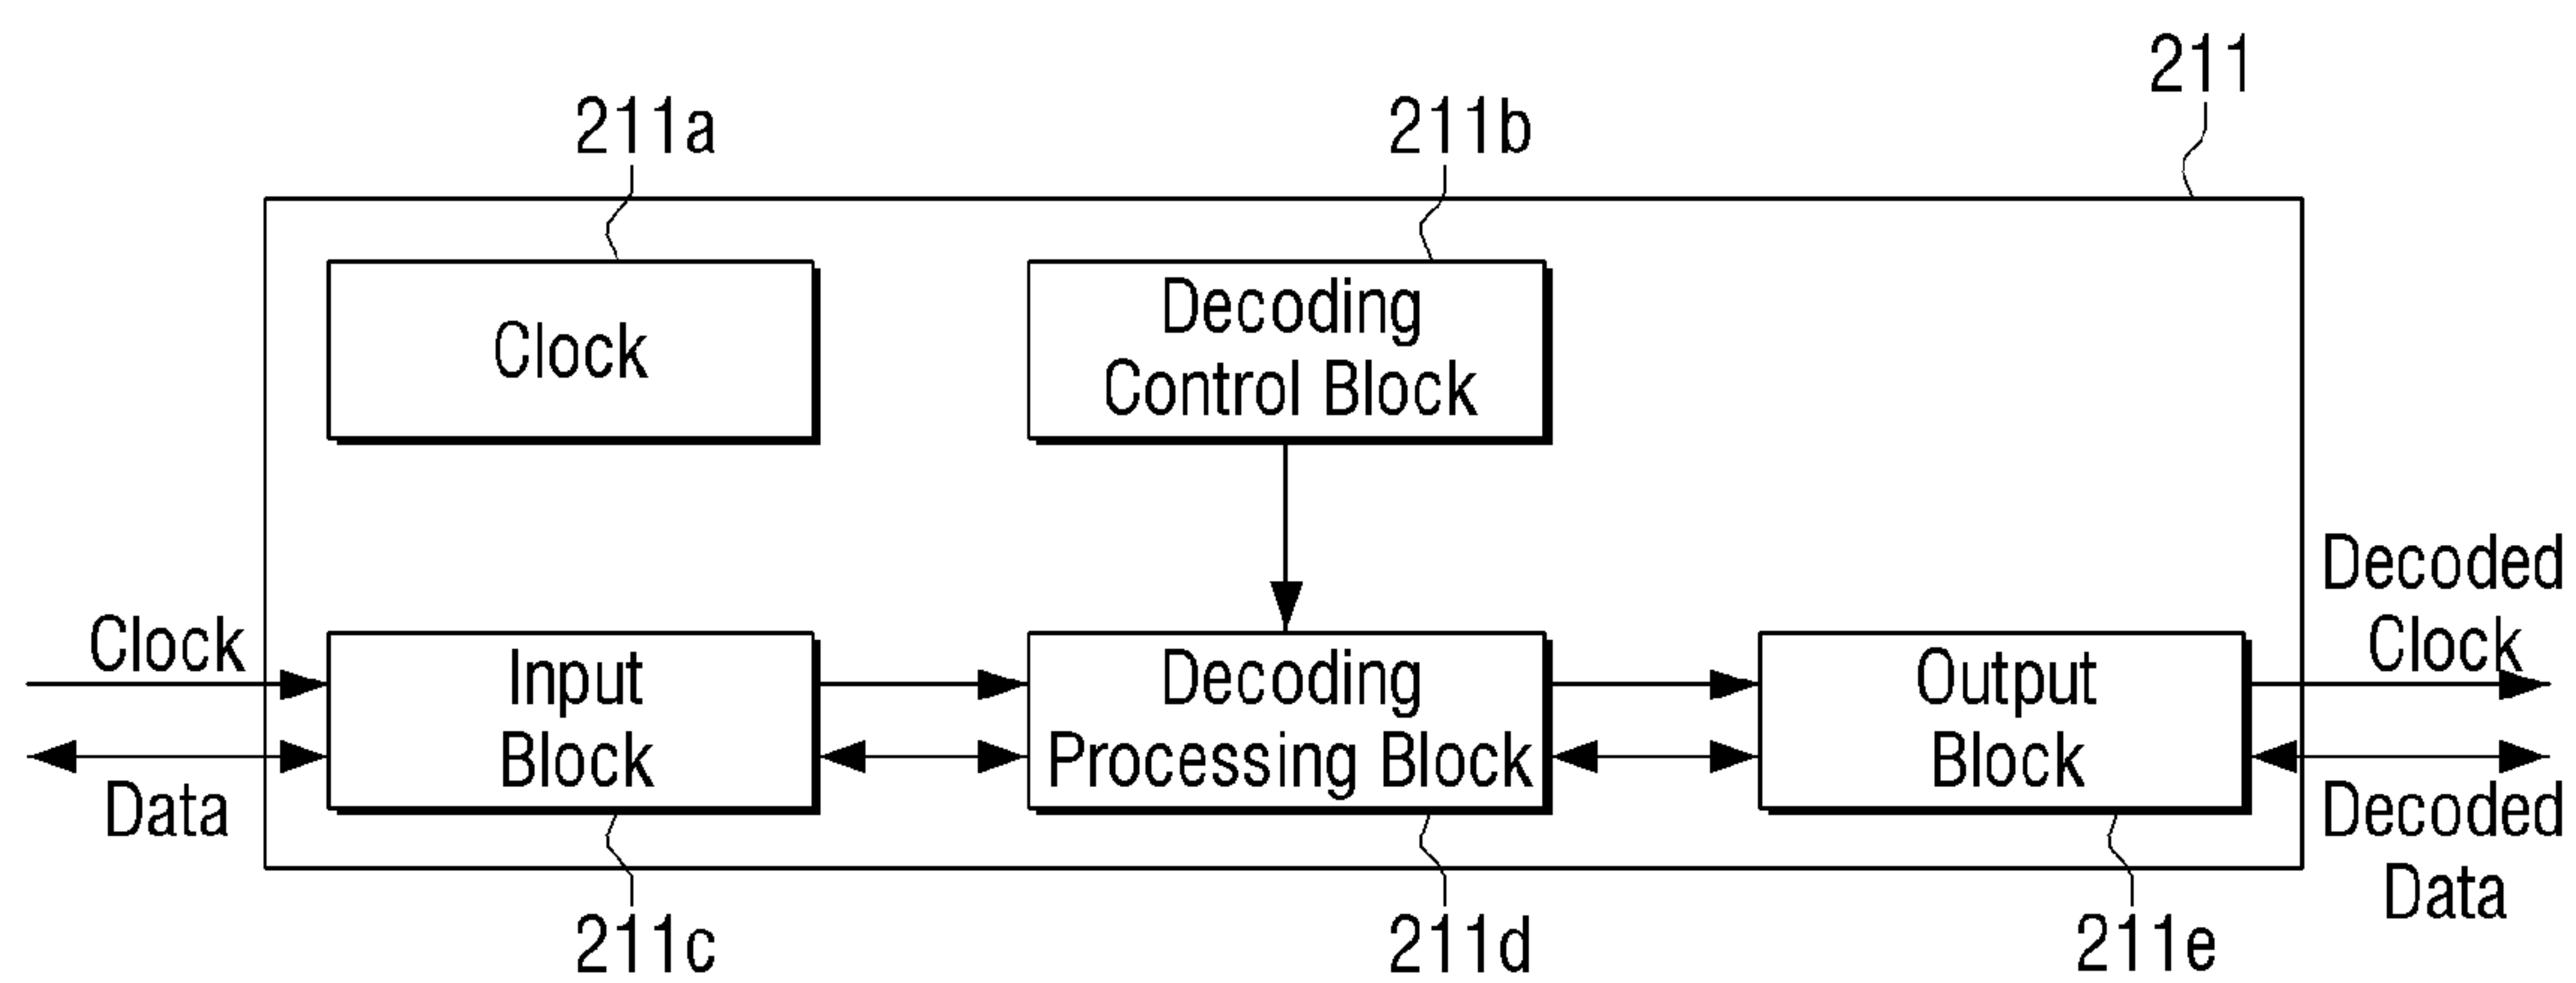 211
211a
211b
Clock
Decoding
Control Block
Clock
Data
Input
Block
Decoding
Processing Block
Output
Block
Decoded
Clock
Decoded
Data
211c
211d
211e